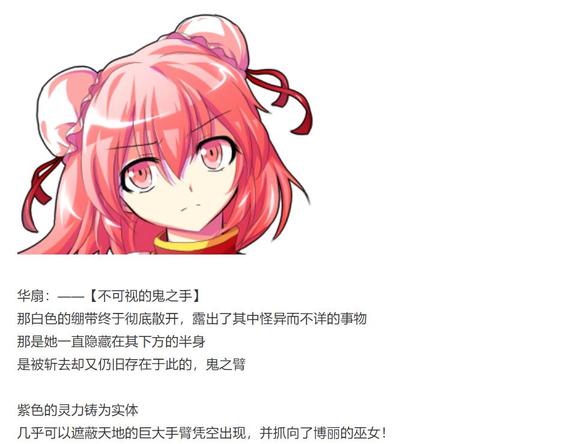 华扇：——【不可视的鬼之手】
那白色的绷带终于彻底散开，露出了其中怪异而不详的事物
那是她一直隐藏在其下方的半身
是被斩去却又仍旧存在于此的，鬼之臂
紫色的灵力铸为实体
几乎可以遮蔽天地的巨大手臂凭空出现，并抓向了博丽的巫女！